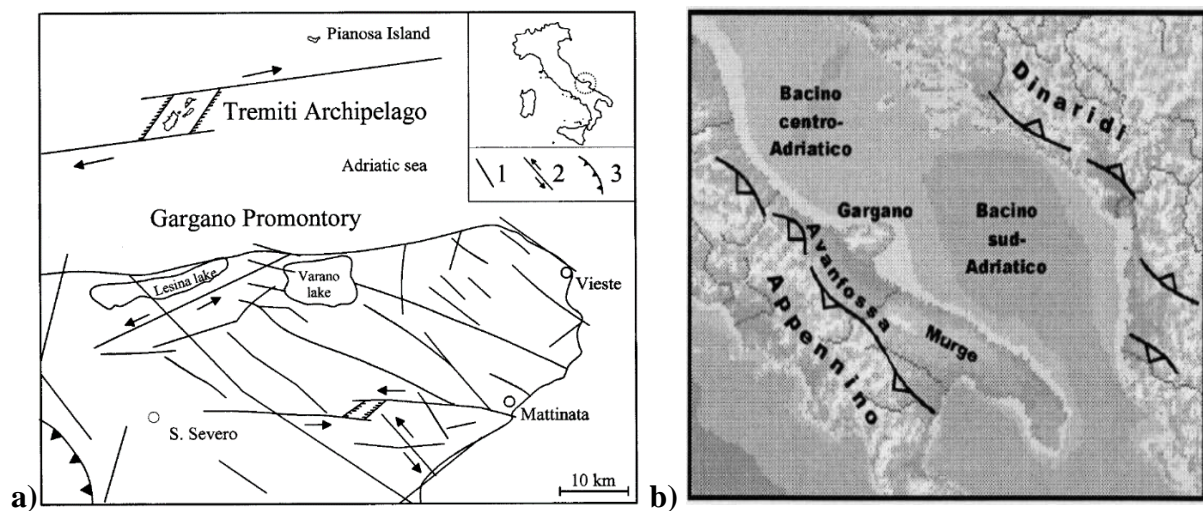 Pianosa Island
Tremiti Archipelago
Adriatic sea
1 2 3
Gargano Promontory
Lesina lake
Varano
lake
Vieste
Mattinata
S. Severo
10 km
a)
Bacino
centro-
Adriatico
Dinaridi
Gargano
Bacino
sud-
Adriatico
Avanfossa
Murge
Appennino
b)